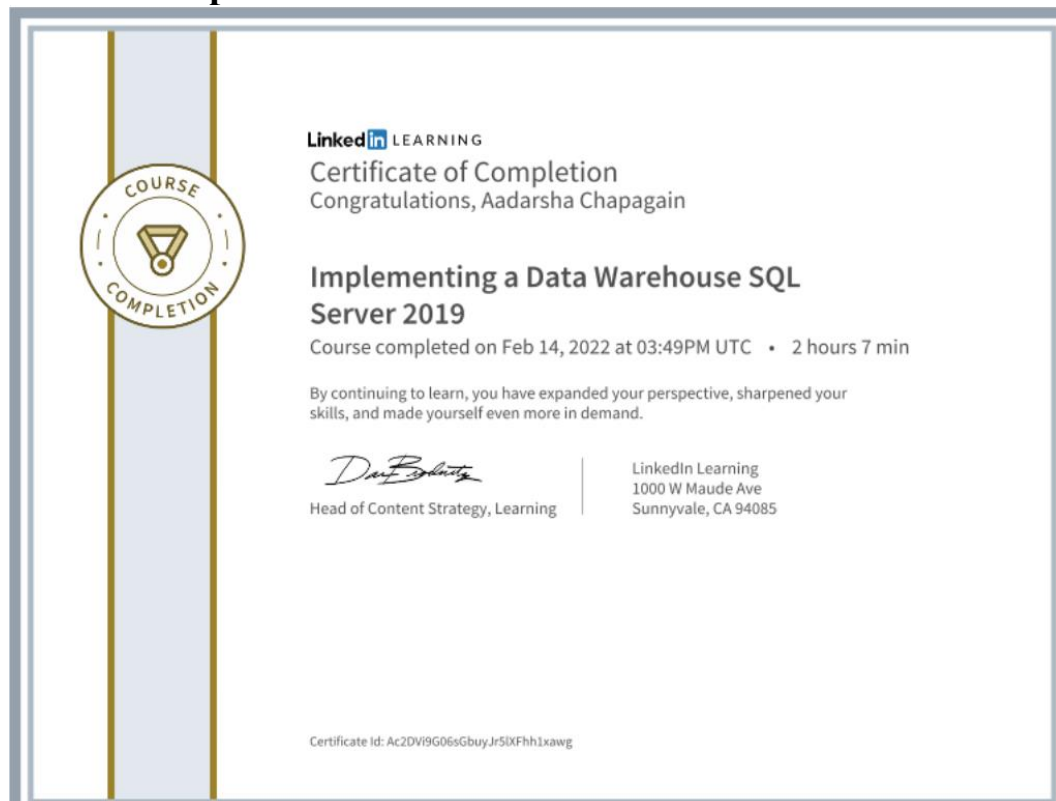 COURSE
COMPLETION
Linked in LEARNING
Certificate of Completion
Congratulations, Aadarsha Chapagain
Implementing a Data Warehouse SQL
Server 2019
Course completed on Feb 14, 2022 at 03:49PM UTC • 2 hours 7 min
By continuing to learn, you have expanded your perspective, sharpened your
skills, and made yourself even more in demand.
Head of Content Strategy, Learning
LinkedIn Learning
1000 W Maude Ave
Sunnyvale, CA 94085
Certificate Id: Ac2DVi9G06sGbuyJr5lXFhh1xawg